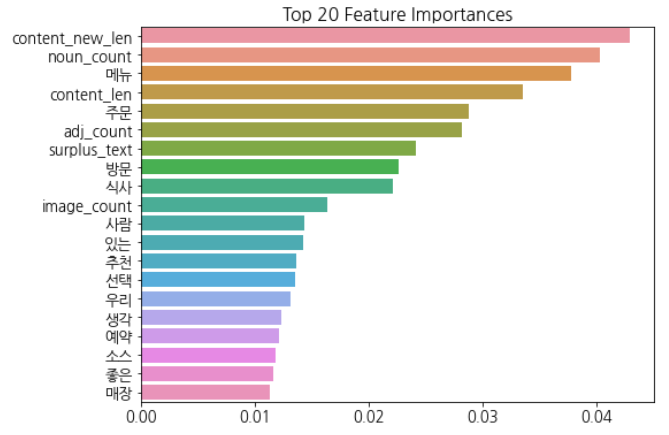 Top 20 Feature Importances
content_new_len
noun_count
메뉴
content_len
주문
adj_count
surplus_text
방문
식사
image_count
사람
있는
추천
선택
우리
생각
예약
소스
좋은
매장
0.00 0.01 0.02 0.03 0.04